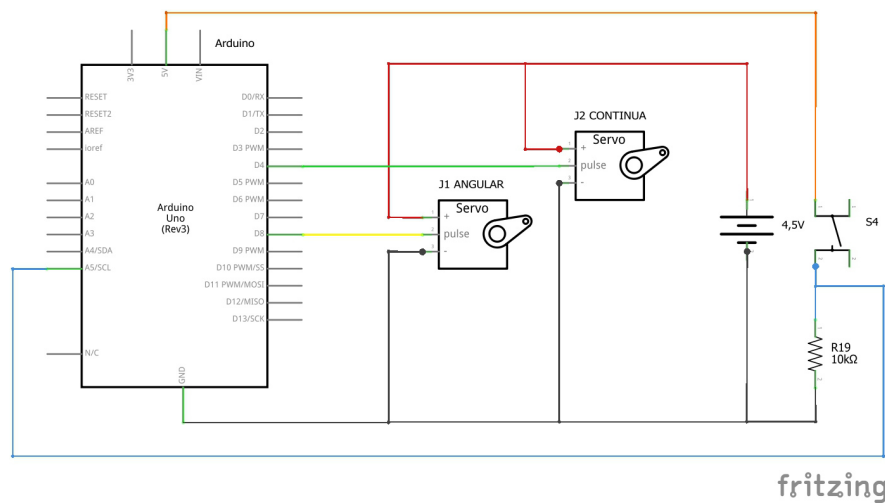 Arduino
3V3
5V
VIN
RESET
RESET2
AREF
ioref
A0
A1
A2
A3
A4/SDA
A5/SCL
N/C
D0/RX
D1/TX
D2
D3 PWM
D4
D5 PWM
D6 PWM
D7
D8
D9 PWM
D10 PWM/SS
D11 PWM/MOSI
D12/MISO
D13/SCK
GND
Arduino
Uno
(Rev3)
J1 ANGULAR
Servo
+
pulse
-
J2 CONTINUA
Servo
+
pulse
-
4,5V
S4
R19
10kΩ
fritzing